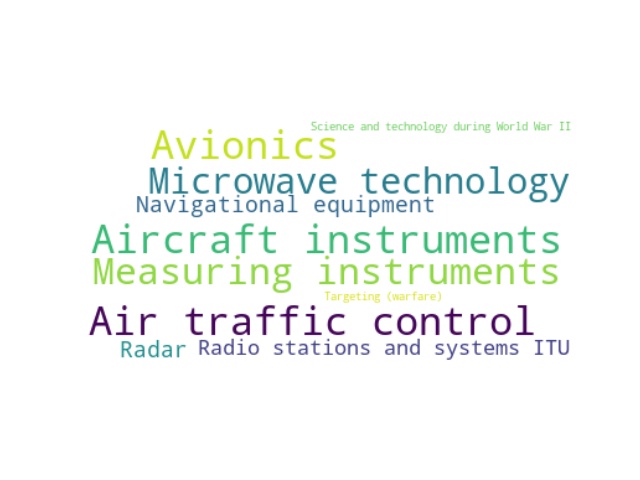 Science and technology during World War II
Avionics
Microwave technology
Navigational equipment
Aircraft instruments
Measuring instruments
Targeting (warfare)
Air traffic control
Radar
Radio stations and systems ITU